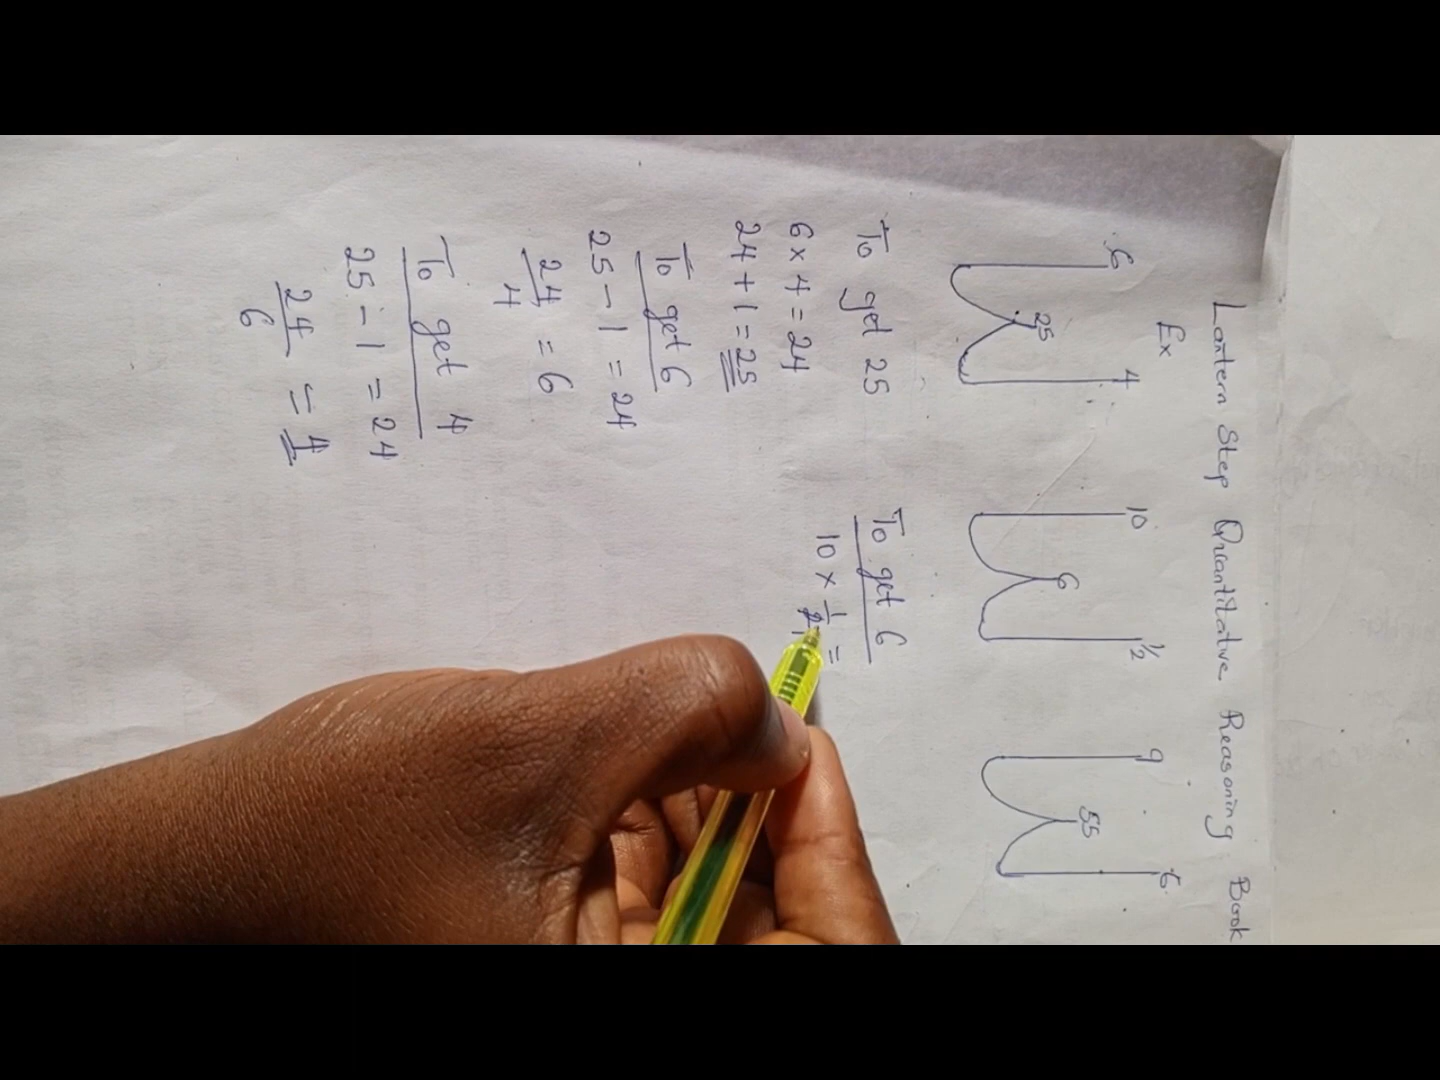 Lantern Step Quantitative Reasoning Book
Ex
6 4
25
10 1/2
6
9 6
55
To get 25
6 x 4 = 24
24 + 1 = 25
To get 6
25 - 1 = 24
24/4 = 6
To get 4
25 - 1 = 24
24/6 = 4
To get 6
10 x 1/2 =